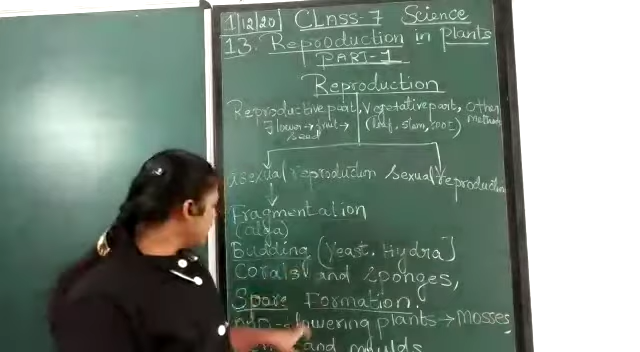 1/12/20 CLass-7 Science
13. Reproduction in plants
PART-1
Reproduction
Reproductive part, Vegetative part, other
flower → fruit → (leaf, stem, root) methods
seed
Asexual reproduction sexual reproduction
Fragmentation
(alga)
Budding (yeast, Hydra)
Corals and sponges,
Spore Formation.
flowering plants → Mosses,
and moulds